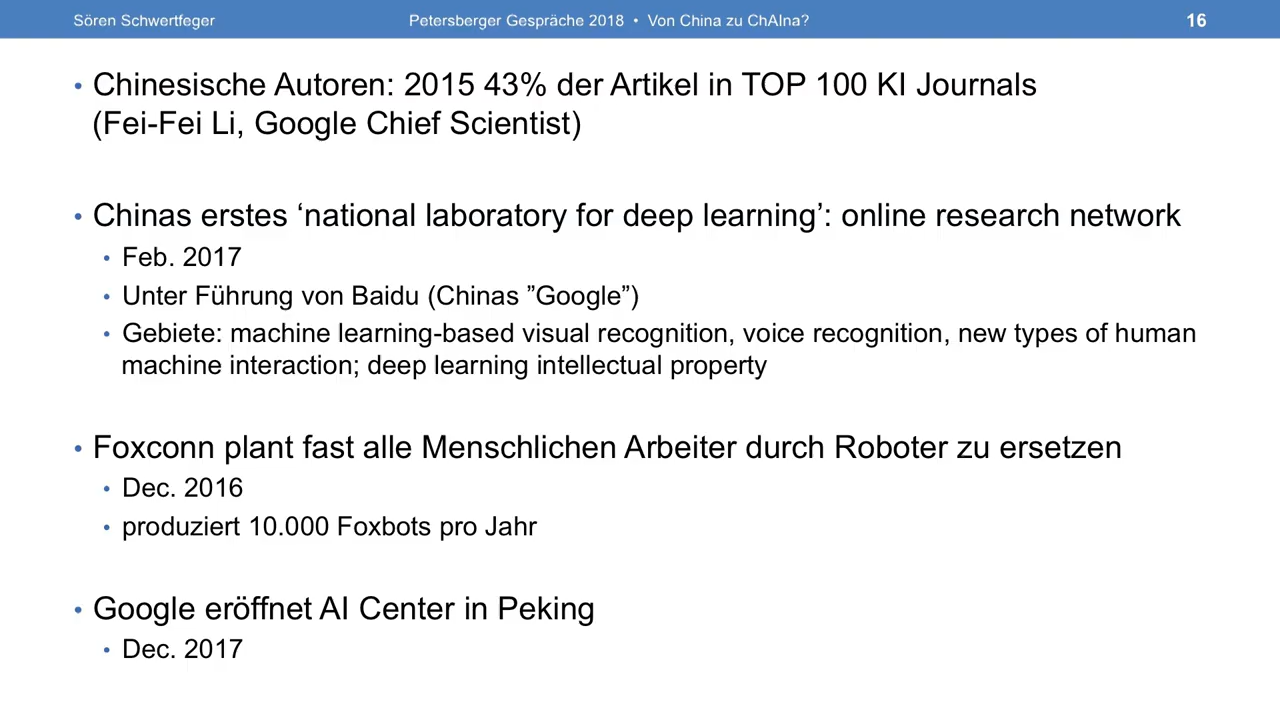 Sören Schwertfeger Petersberger Gespräche 2018 • Von China zu ChAIna? 16
• Chinesische Autoren: 2015 43% der Artikel in TOP 100 KI Journals
(Fei-Fei Li, Google Chief Scientist)
• Chinas erstes ‘national laboratory for deep learning’: online research network
• Feb. 2017
• Unter Führung von Baidu (Chinas ”Google”)
• Gebiete: machine learning-based visual recognition, voice recognition, new types of human
machine interaction; deep learning intellectual property
• Foxconn plant fast alle Menschlichen Arbeiter durch Roboter zu ersetzen
• Dec. 2016
• produziert 10.000 Foxbots pro Jahr
• Google eröffnet AI Center in Peking
• Dec. 2017